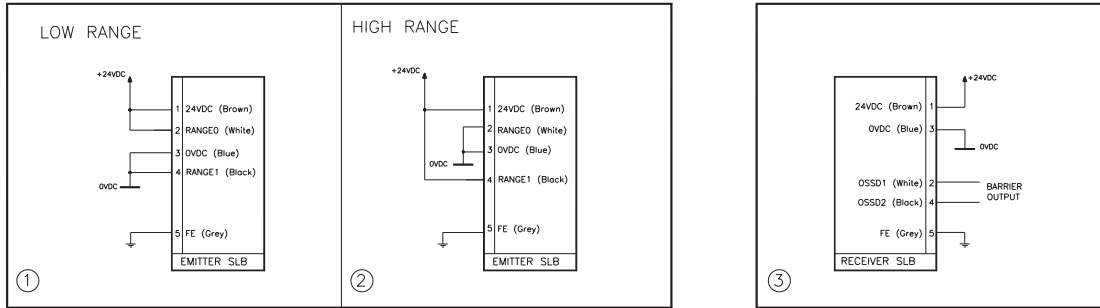 LOW RANGE
+24VDC
1 24VDC (Brown)
2 RANGE0 (White)
3 0VDC (Blue)
4 RANGE1 (Black)
0VDC
5 FE (Grey)
EMITTER SLB
1
HIGH RANGE
+24VDC
1 24VDC (Brown)
2 RANGE0 (White)
3 0VDC (Blue)
0VDC
4 RANGE1 (Black)
5 FE (Grey)
EMITTER SLB
2
+24VDC
24VDC (Brown) 1
0VDC (Blue) 3
0VDC
OSSD1 (White) 2
BARRIER
OUTPUT
OSSD2 (Black) 4
FE (Grey) 5
RECEIVER SLB
3